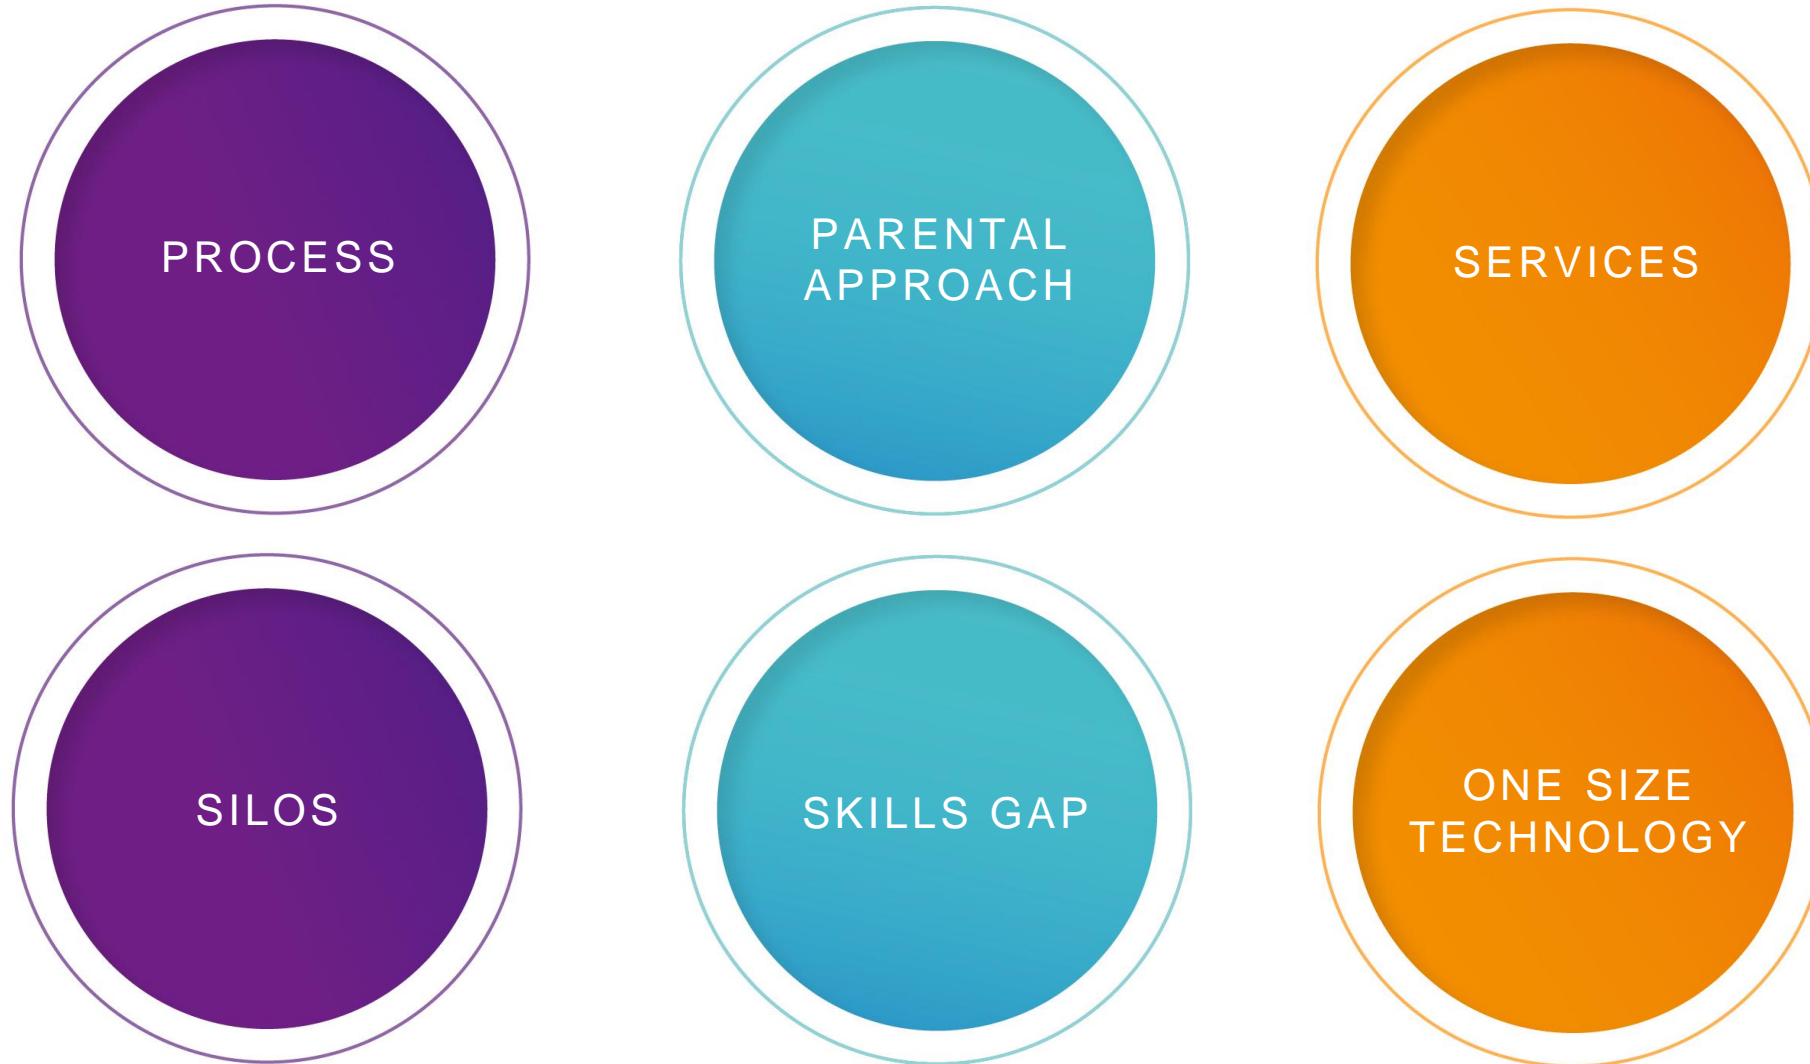 PROCESS
PARENTAL
APPROACH
SERVICES
SILOS
SKILLS GAP
ONE SIZE
TECHNOLOGY